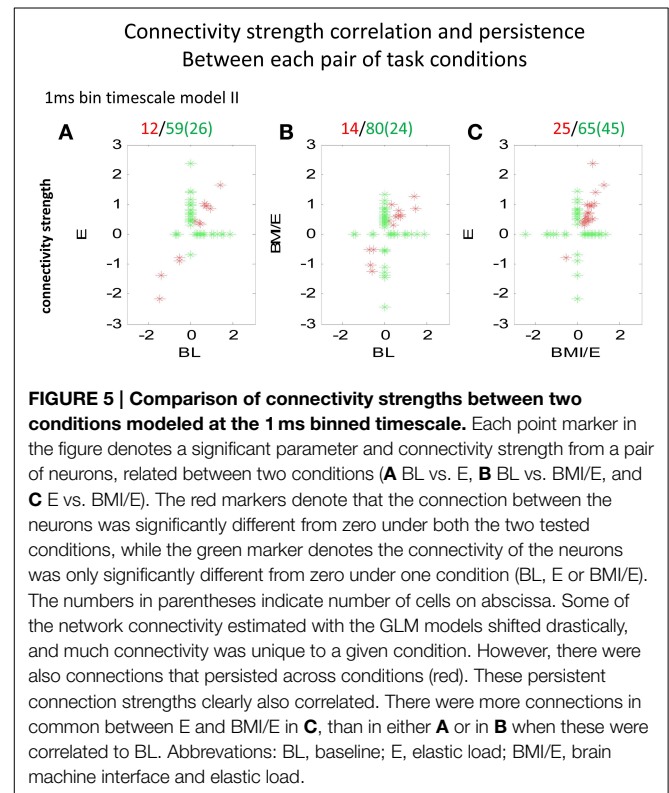 Connectivity strength correlation and persistence
Between each pair of task conditions
1ms bin timescale model II
A
12/59(26)
3
2
1
0
-1
-2
-3
E
connectivity strength
-2 0 2
BL
B
14/80(24)
3
2
1
0
-1
-2
-3
BM/E
-2 0 2
BL
C
25/65(45)
3
2
1
0
-1
-2
-3
E
-2 0 2
BMI/E
FIGURE 5 | Comparison of connectivity strengths between two
conditions modeled at the 1 ms binned timescale. Each point marker in
the figure denotes a significant parameter and connectivity strength from a pair
of neurons, related between two conditions (A BL vs. E, B BL vs. BMI/E, and
C E vs. BMI/E). The red markers denote that the connection between the
neurons was significantly different from zero under both the two tested
conditions, while the green marker denotes the connectivity of the neurons
was only significantly different from zero under one condition (BL, E or BMI/E).
The numbers in parentheses indicate number of cells on abscissa. Some of
the network connectivity estimated with the GLM models shifted drastically,
and much connectivity was unique to a given condition. However, there were
also connections that persisted across conditions (red). These persistent
connection strengths clearly also correlated. There were more connections in
common between E and BMI/E in C, than in either A or in B when these were
correlated to BL. Abbrevations: BL, baseline; E, elastic load; BMI/E, brain
machine interface and elastic load.